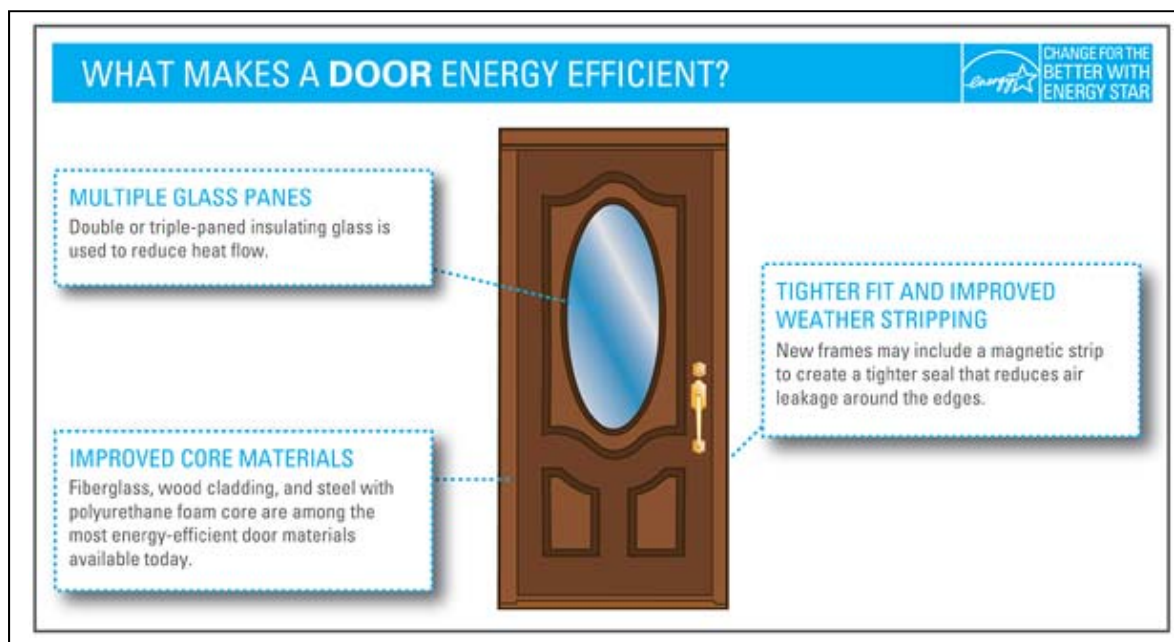 WHAT MAKES A DOOR ENERGY EFFICIENT?
energy
CHANGE FOR THE
BETTER WITH
ENERGY STAR
MULTIPLE GLASS PANES
Double or triple-paned insulating glass is
used to reduce heat flow.
TIGHTER FIT AND IMPROVED
WEATHER STRIPPING
New frames may include a magnetic strip
to create a tighter seal that reduces air
leakage around the edges.
IMPROVED CORE MATERIALS
Fiberglass, wood cladding, and steel with
polyurethane foam core are among the
most energy-efficient door materials
available today.